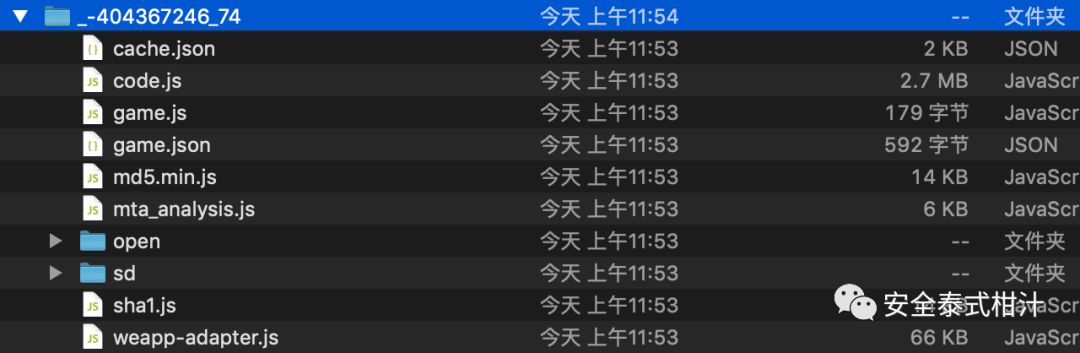 _-404367246_74 今天 上午11:54 -- 文件夹
cache.json 今天 上午11:53 2 KB JSON
code.js 今天 上午11:53 2.7 MB JavaScr
game.js 今天 上午11:53 179 字节 JavaScr
game.json 今天 上午11:53 592 字节 JSON
md5.min.js 今天 上午11:53 14 KB JavaScr
mta_analysis.js 今天 上午11:53 6 KB JavaScr
open 今天 上午11:53 -- 文件夹
sd 今天 上午11:53 -- 文件夹
sha1.js 今天 上午11:53 JavaScr
安全泰式柑汁
weapp-adapter.js 今天 上午11:53 66 KB JavaScr